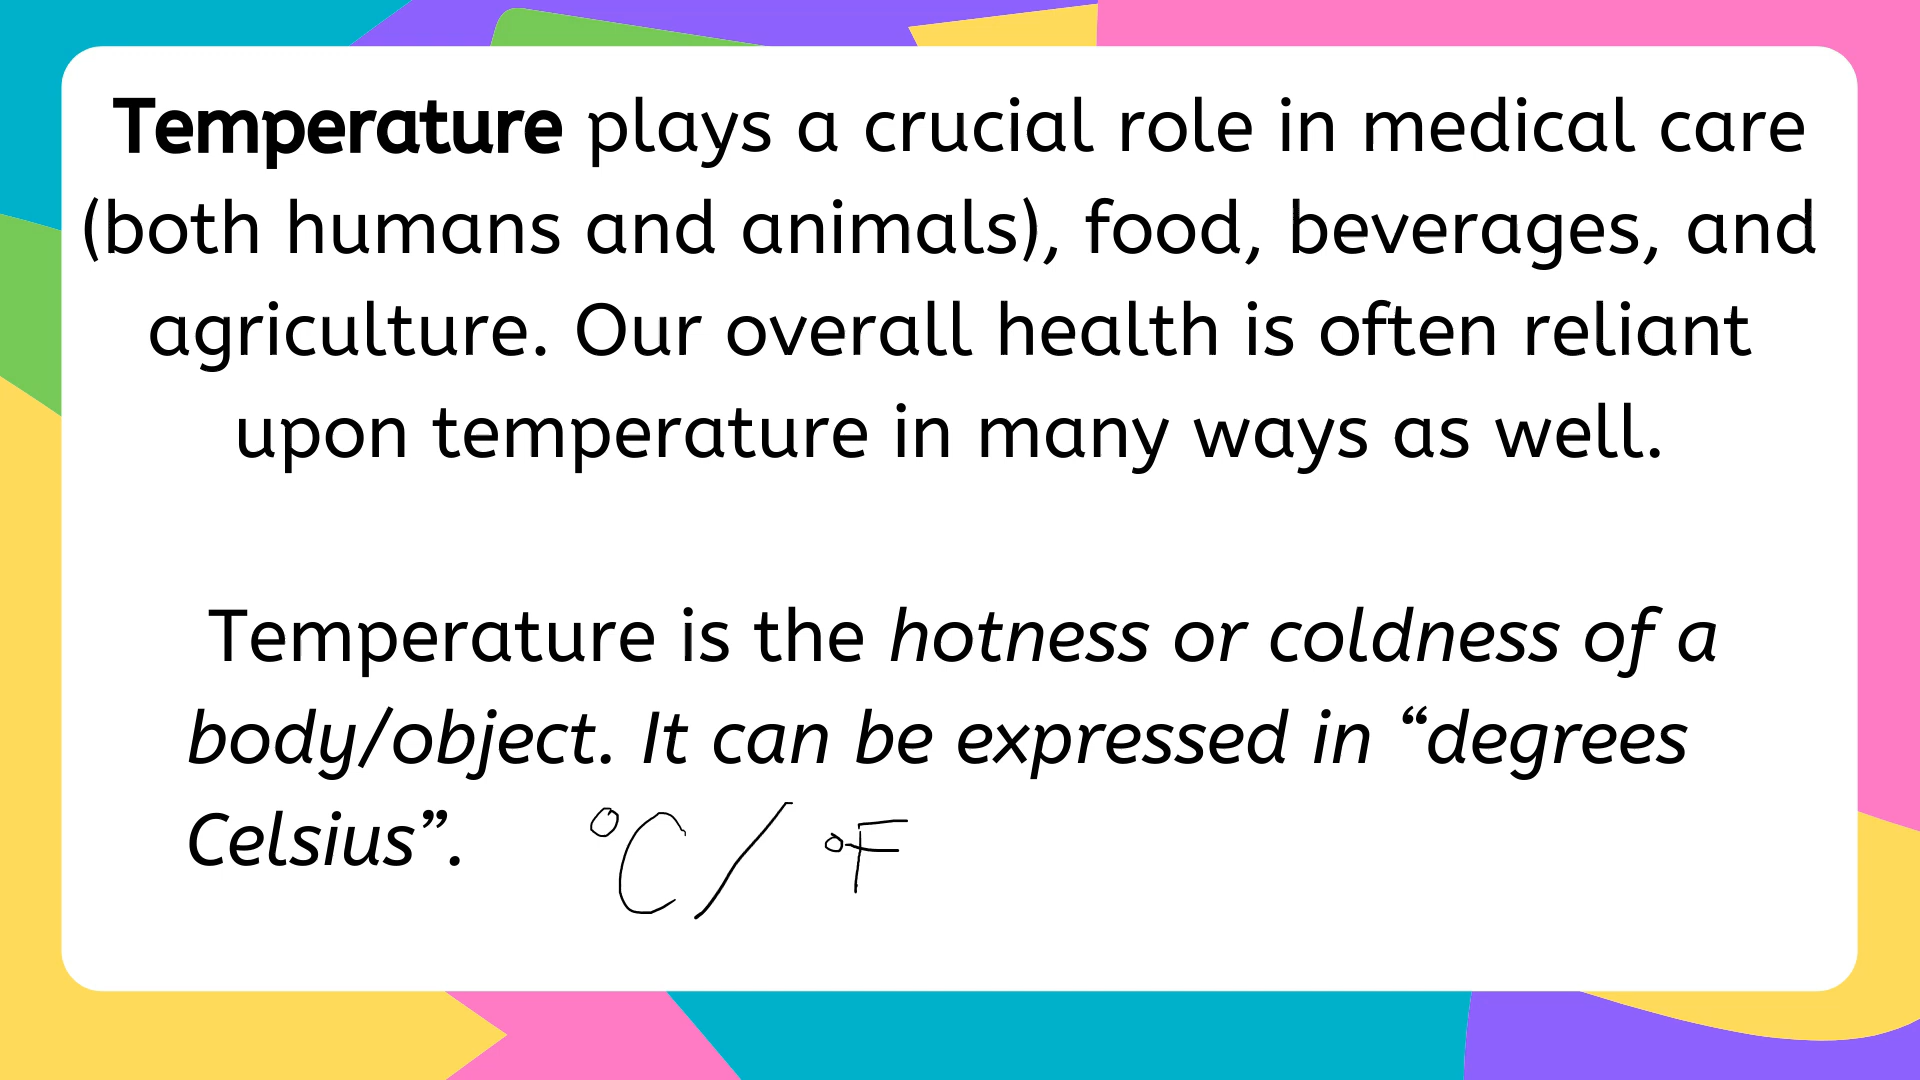 Temperature plays a crucial role in medical care
(both humans and animals), food, beverages, and
agriculture. Our overall health is often reliant
upon temperature in many ways as well.
Temperature is the hotness or coldness of a
body/object. It can be expressed in “degrees
Celsius”. °C / °F